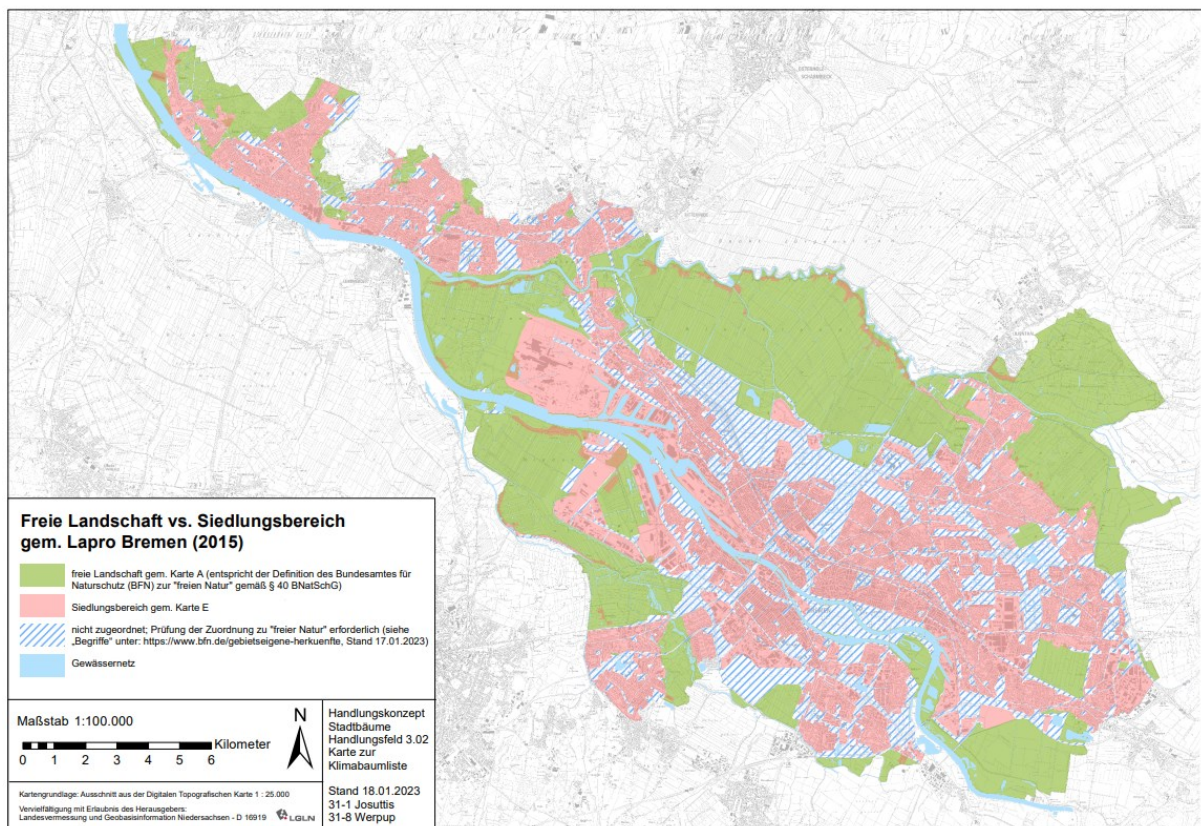 Freie Landschaft vs. Siedlungsbereich
gem. Lapro Bremen (2015)
freie Landschaft gem. Karte A (entspricht der Definition des Bundesamtes für
Naturschutz (BFN) zur "freien Natur" gemäß § 40 BNatSchG)
Siedlungsbereich gem. Karte E
nicht zugeordnet; Prüfung der Zuordnung zu "freier Natur" erforderlich (siehe
„Begriffe" unter: https://www.bfn.de/gebietseigene-herkuenfte, Stand 17.01.2023)
Gewässernetz
Maßstab 1:100.000
Kilometer
0 1 2 3 4 5 6
N
Kartengrundlage: Ausschnitt aus der Digitalen Topografischen Karte 1 : 25.000
Vervielfältigung mit Erlaubnis des Herausgebers:
Landesvermessung und Geobasisinformation Niedersachsen - D 16919
LGLN
Handlungskonzept
Stadtbäume
Handlungsfeld 3.02
Karte zur
Klimabaumliste
Stand 18.01.2023
31-1 Josuttis
31-8 Werpup